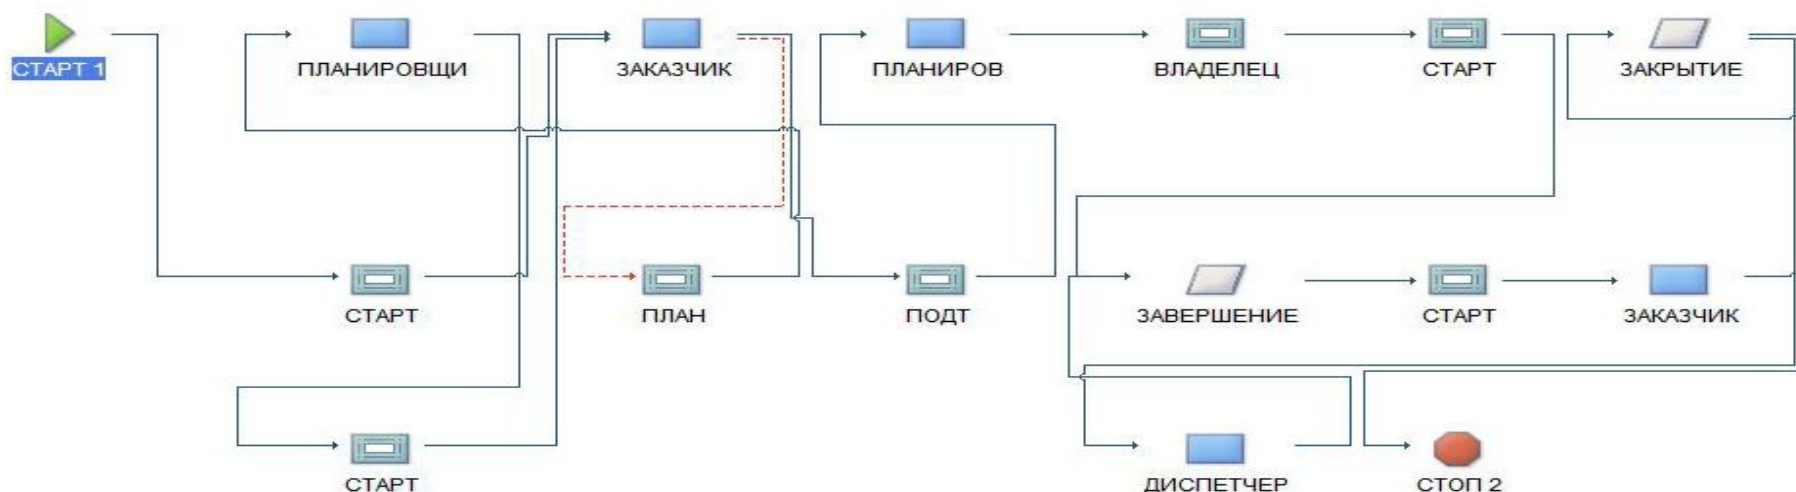 СТАРТ 1
ПЛАНИРОВЩИ
ЗАКАЗЧИК
ПЛАНИРОВ
ВЛАДЕЛЕЦ
СТАРТ
ЗАКРЫТИЕ
СТАРТ
ПЛАН
ПОДТ
ЗАВЕРШЕНИЕ
СТАРТ
ЗАКАЗЧИК
СТАРТ
ДИСПЕТЧЕР
СТОП 2